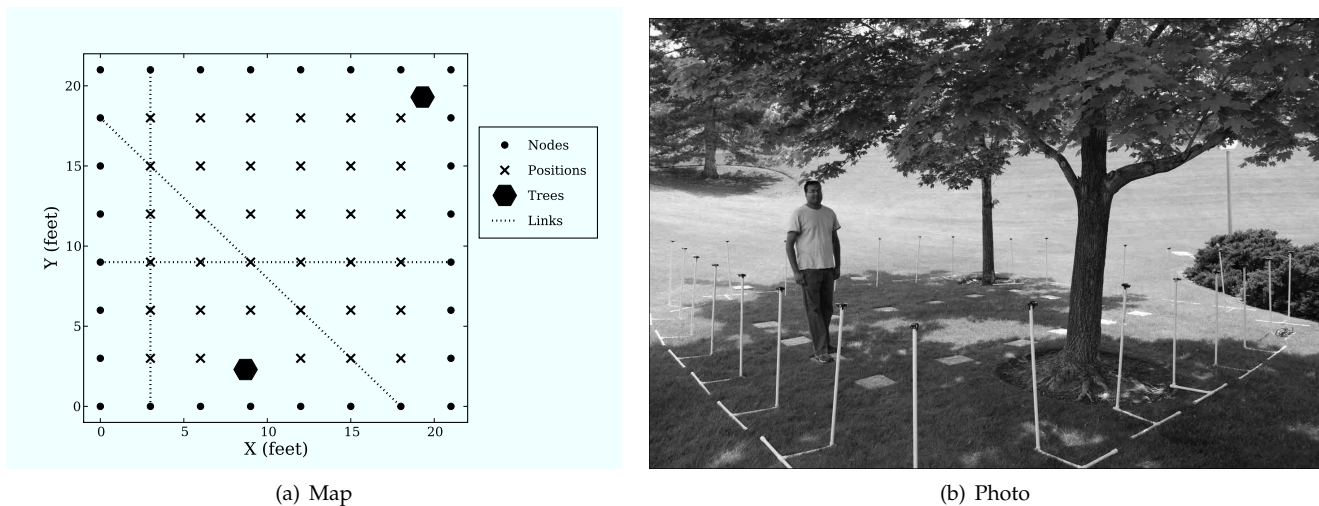 20
15
10
5
0
0
5
10
15
20
Y (feet)
X (feet)
Nodes
Positions
Trees
Links
(a) Map
(b) Photo